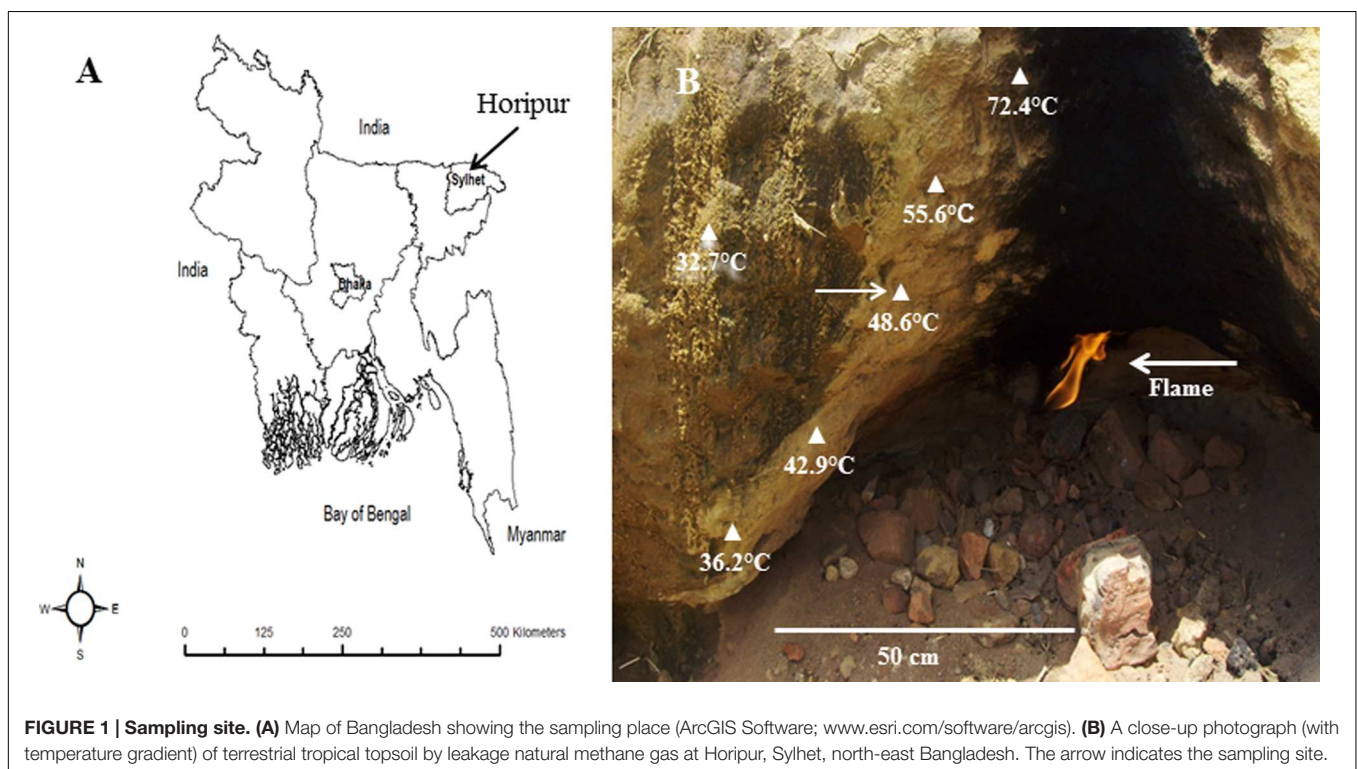 A
Horipur
India
Sylhet
India
Dhaka
Bay of Bengal
Myanmar
N
W E
S
0 125 250 500 Kilometers
B
72.4°C
55.6°C
32.7°C
48.6°C
Flame
42.9°C
36.2°C
50 cm
FIGURE 1 | Sampling site. (A) Map of Bangladesh showing the sampling place (ArcGIS Software; www.esri.com/software/arcgis). (B) A close-up photograph (with
temperature gradient) of terrestrial tropical topsoil by leakage natural methane gas at Horipur, Sylhet, north-east Bangladesh. The arrow indicates the sampling site.